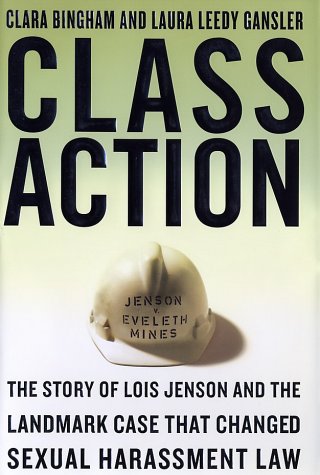 CLARA BINGHAM AND LAURA LEEDY GANSLER
CLASS
ACTION
JENSON
V.
EVELETH
MINES
THE STORY OF LOIS JENSON AND THE
LANDMARK CASE THAT CHANGED
SEXUAL HARASSMENT LAW